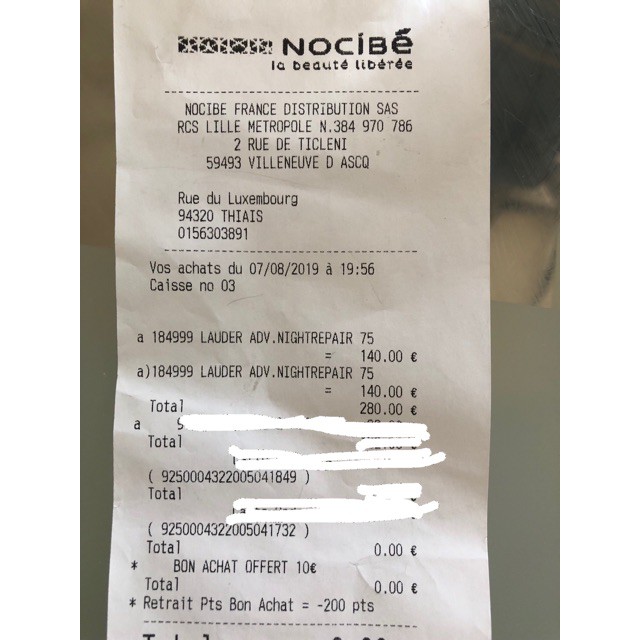 NOCIBÉ
la beauté libérée
NOCIBE FRANCE DISTRIBUTION SAS
RCS LILLE METROPOLE N.384 970 786
2 RUE DE TICLENI
59493 VILLENEUVE D ASCQ
Rue du Luxembourg
94320 THIAIS
0156303891
Vos achats du 07/08/2019 à 19:56
Caisse no 03
a 184999 LAUDER ADV.NIGHTREPAIR 75
= 140.00 €
a)184999 LAUDER ADV.NIGHTREPAIR 75
= 140.00 €
Total 280.00 €
a
Total €
( 9250004322005041849 )
Total €
( 9250004322005041732 )
Total 0.00 €
* BON ACHAT OFFERT 10€
Total 0.00 €
* Retrait Pts Bon Achat = -200 pts